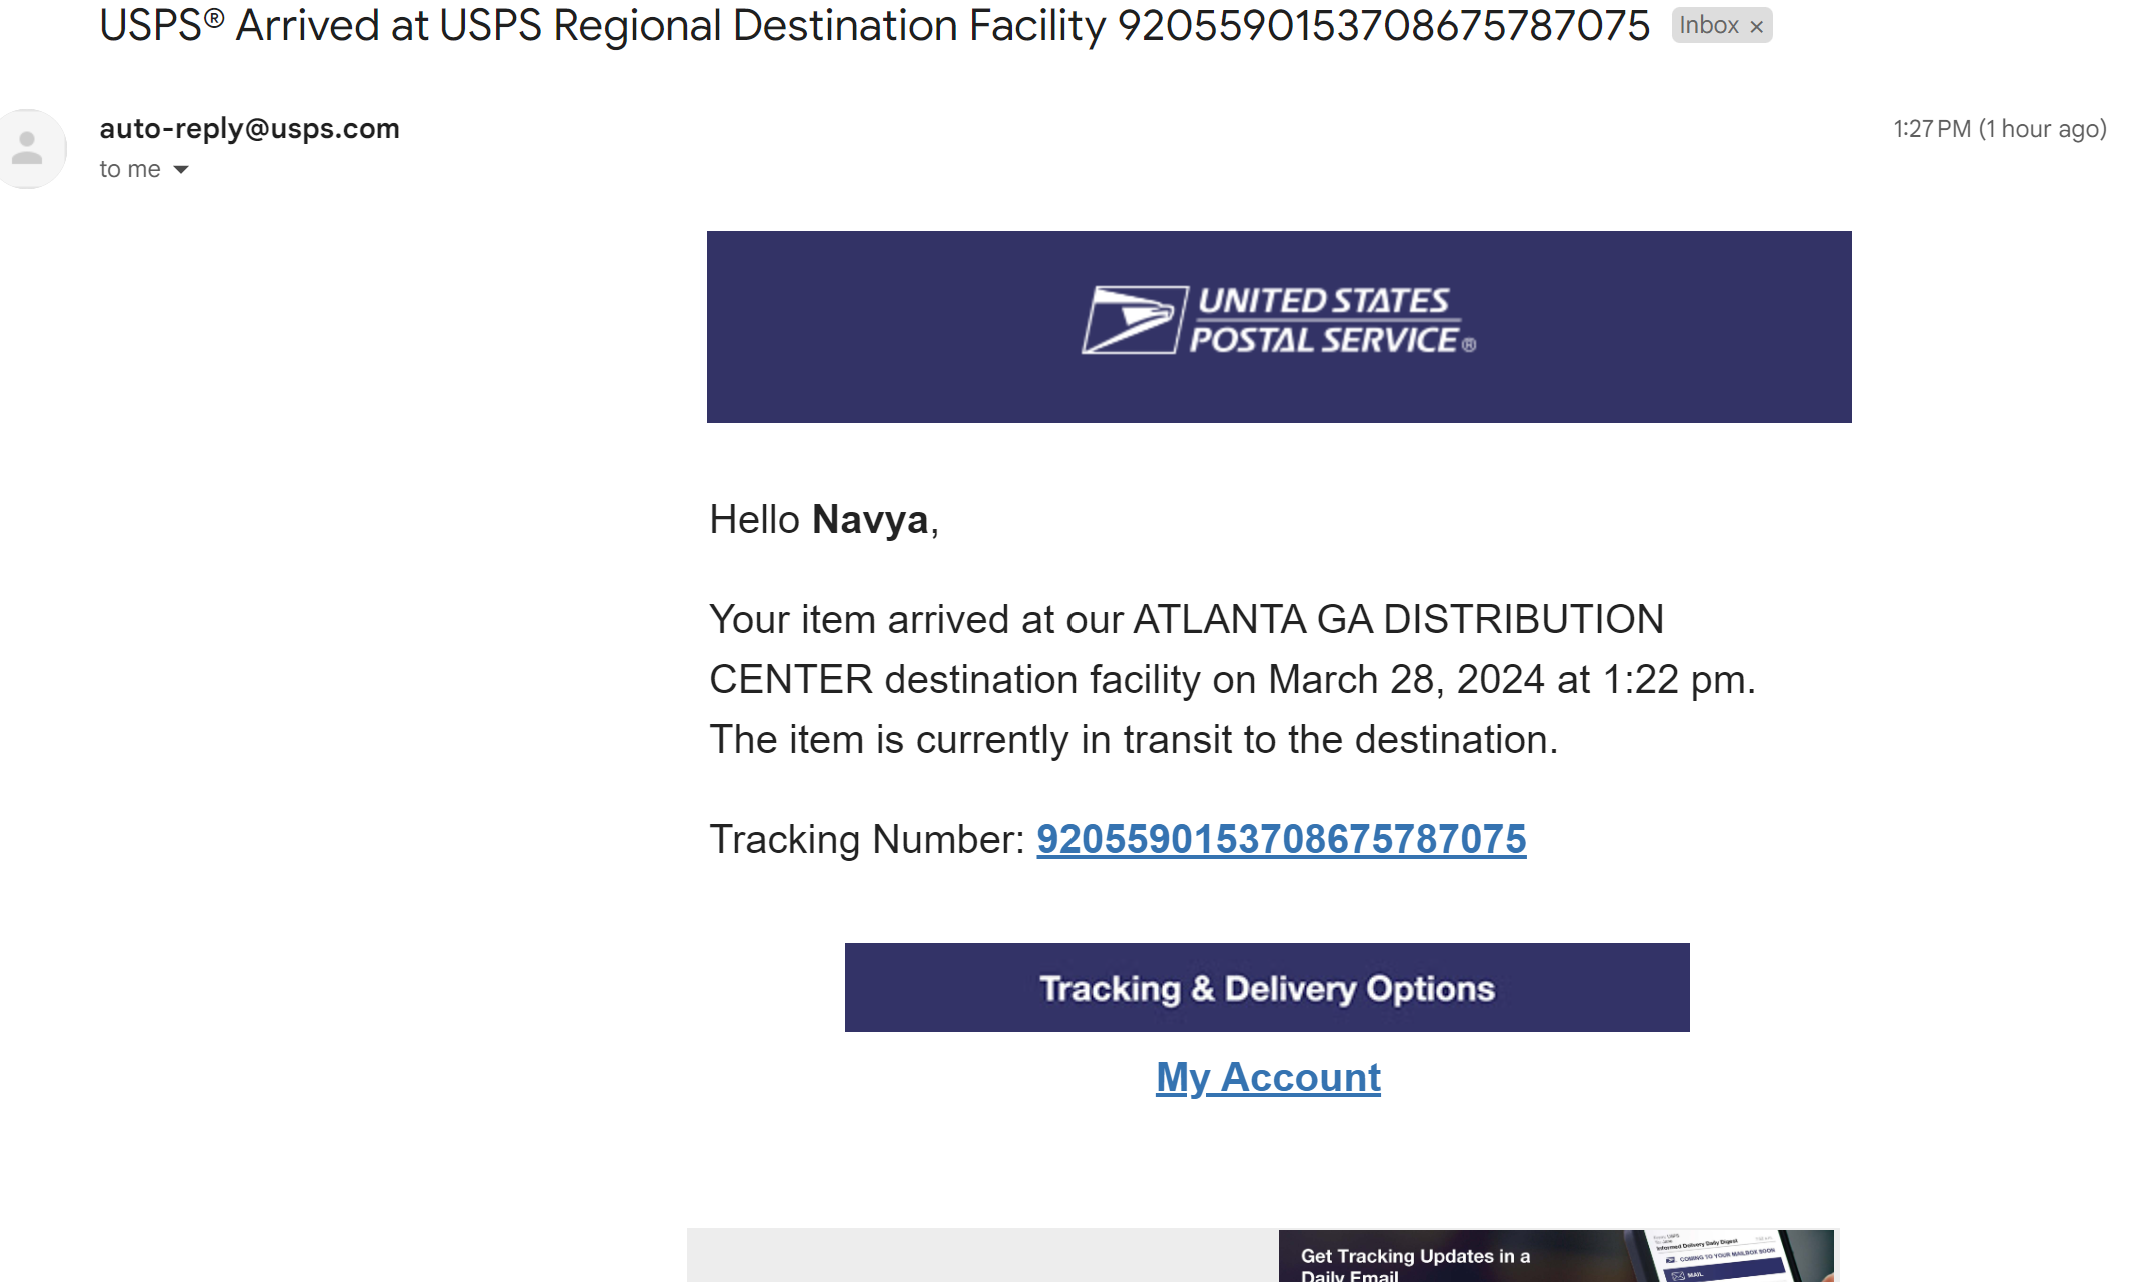 USPS® Arrived at USPS Regional Destination Facility 9205590153708675787075 Inbox ×
auto-reply@usps.com
1:27 PM (1 hour ago)
to me
UNITED STATES
POSTAL SERVICE®
Hello Navya,
Your item arrived at our ATLANTA GA DISTRIBUTION
CENTER destination facility on March 28, 2024 at 1:22 pm.
The item is currently in transit to the destination.
Tracking Number: 9205590153708675787075
Tracking & Delivery Options
My Account
Get Tracking Updates in a
Daily Email
Informed Delivery Daily Digest
COMING TO YOUR MAILBOX SOON
MAIL